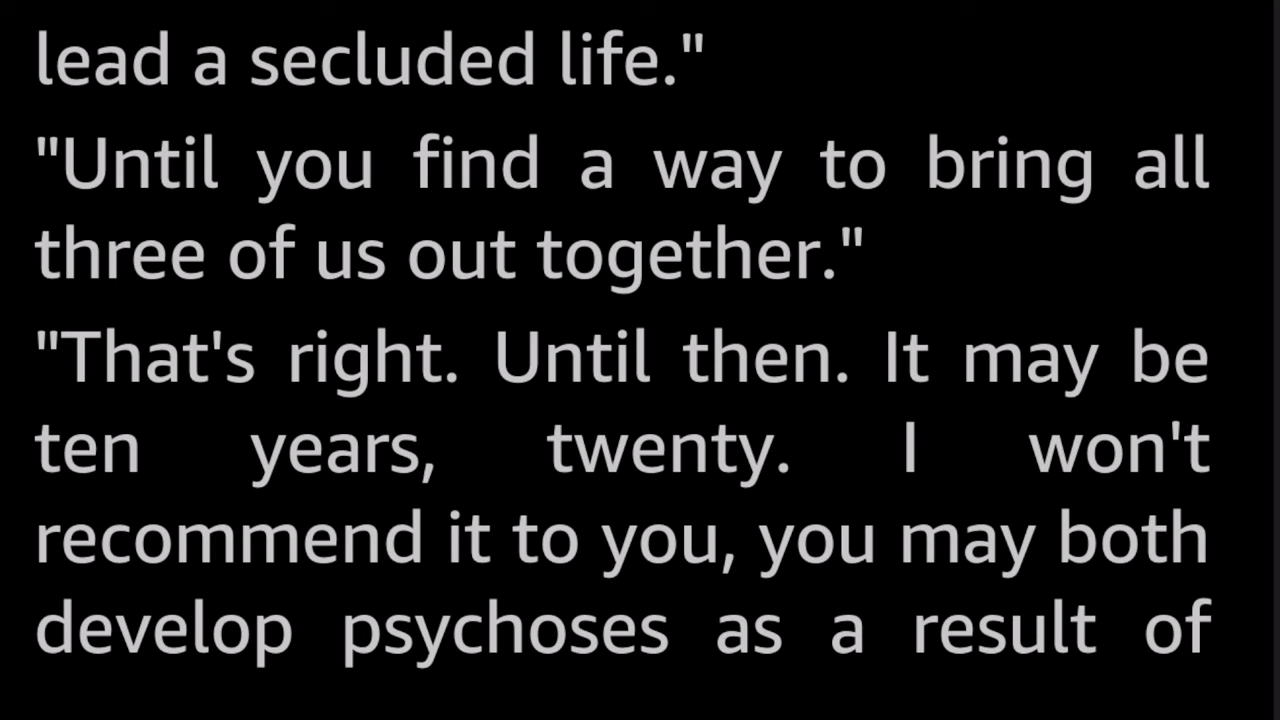 lead a secluded life."
"Until you find a way to bring all
three of us out together."
"That's right. Until then. It may be
ten years, twenty. I won't
recommend it to you, you may both
develop psychoses as a result of